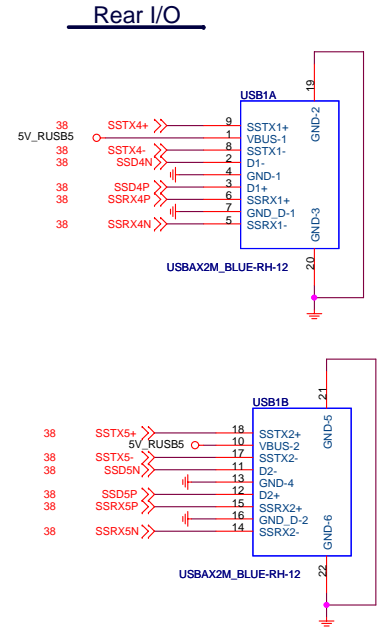 Rear I/O
19
USB1A
38 SSTX4+ 9 SSTX1+ GND-2
5V_RUSB5 1 VBUS-1
38 SSTX4- 8 SSTX1-
38 SSD4N 2 D1-
4 GND-1
38 SSD4P 3 D1+
38 SSRX4P 6 SSRX1+
7 GND_D-1
38 SSRX4N 5 SSRX1- GND-3
20
USBAX2M_BLUE-RH-12
21
USB1B
38 SSTX5+ 18 SSTX2+ GND-5
5V_RUSB5 10 VBUS-2
38 SSTX5- 17 SSTX2-
38 SSD5N 11 D2-
13 GND-4
38 SSD5P 12 D2+
38 SSRX5P 15 SSRX2+
16 GND_D-2
38 SSRX5N 14 SSRX2- GND-6
22
USBAX2M_BLUE-RH-12